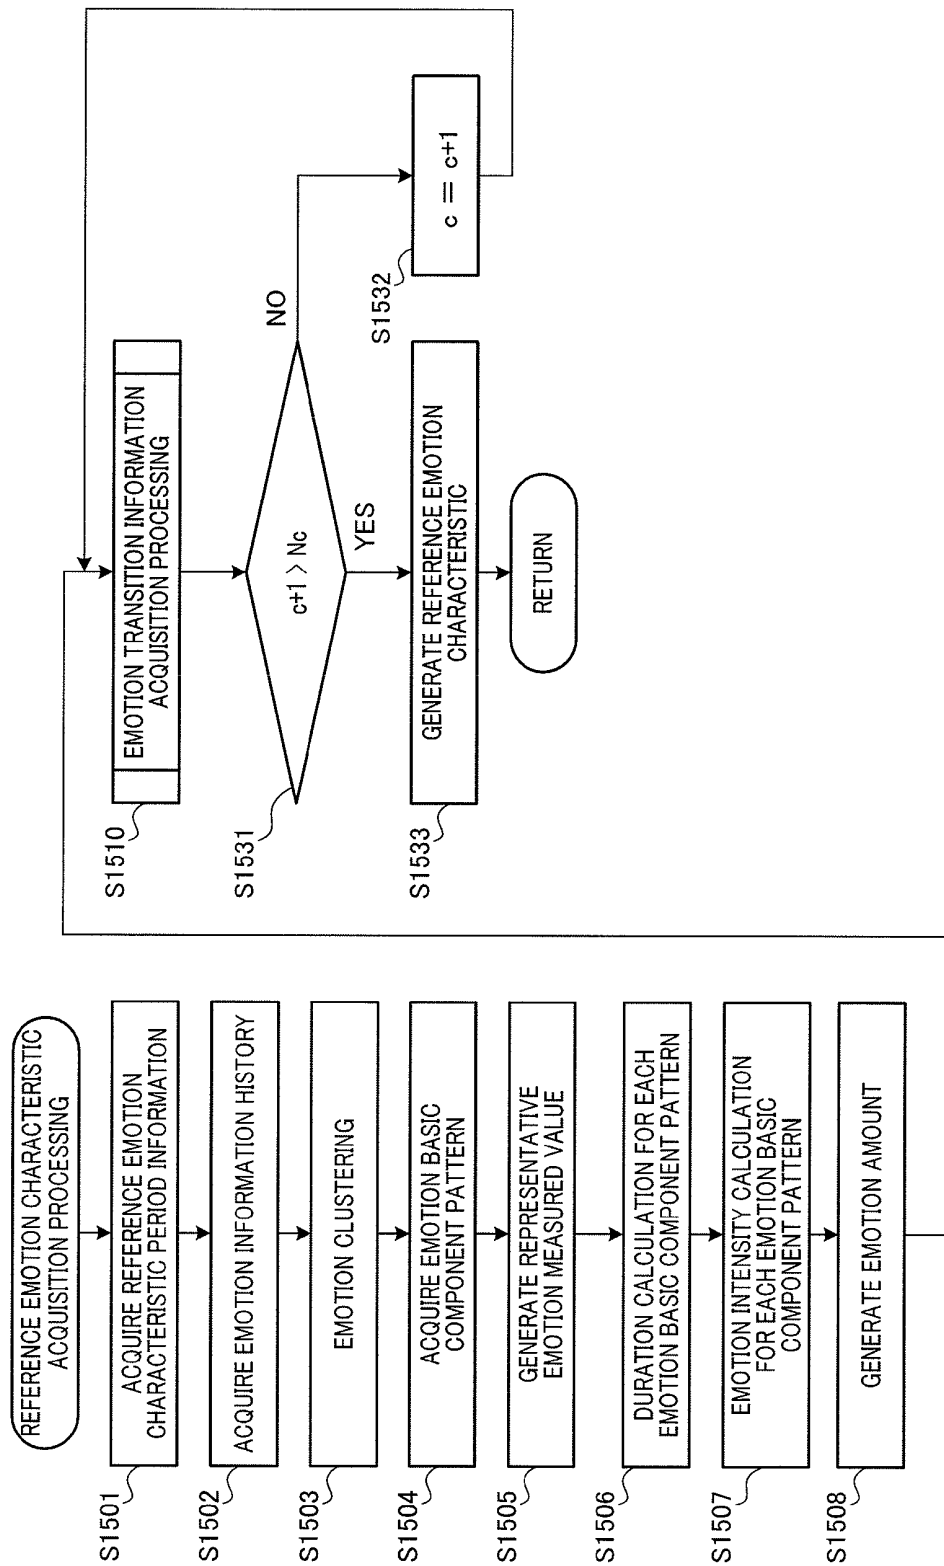 REFERENCE EMOTION CHARACTERISTIC
ACQUISITION PROCESSING
S1501
ACQUIRE REFERENCE EMOTION
CHARACTERISTIC PERIOD INFORMATION
S1502
ACQUIRE EMOTION INFORMATION HISTORY
S1503
EMOTION CLUSTERING
S1504
ACQUIRE EMOTION BASIC
COMPONENT PATTERN
S1505
GENERATE REPRESENTATIVE
EMOTION MEASURED VALUE
S1506
DURATION CALCULATION FOR EACH
EMOTION BASIC COMPONENT PATTERN
S1507
EMOTION INTENSITY CALCULATION
FOR EACH EMOTION BASIC
COMPONENT PATTERN
S1508
GENERATE EMOTION AMOUNT
S1510
EMOTION TRANSITION INFORMATION
ACQUISITION PROCESSING
S1531
c+1 > Nc
NO
YES
S1532
c = c+1
S1533
GENERATE REFERENCE EMOTION
CHARACTERISTIC
RETURN